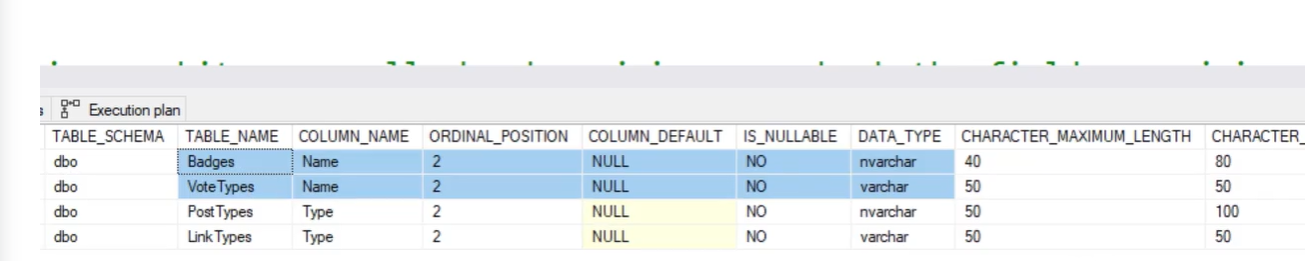 Execution plan
TABLE_SCHEMA TABLE_NAME COLUMN_NAME ORDINAL_POSITION COLUMN_DEFAULT IS_NULLABLE DATA_TYPE CHARACTER_MAXIMUM_LENGTH CHARACTER_
dbo Badges Name 2 NULL NO nvarchar 40 80
dbo VoteTypes Name 2 NULL NO varchar 50 50
dbo PostTypes Type 2 NULL NO nvarchar 50 100
dbo LinkTypes Type 2 NULL NO varchar 50 50